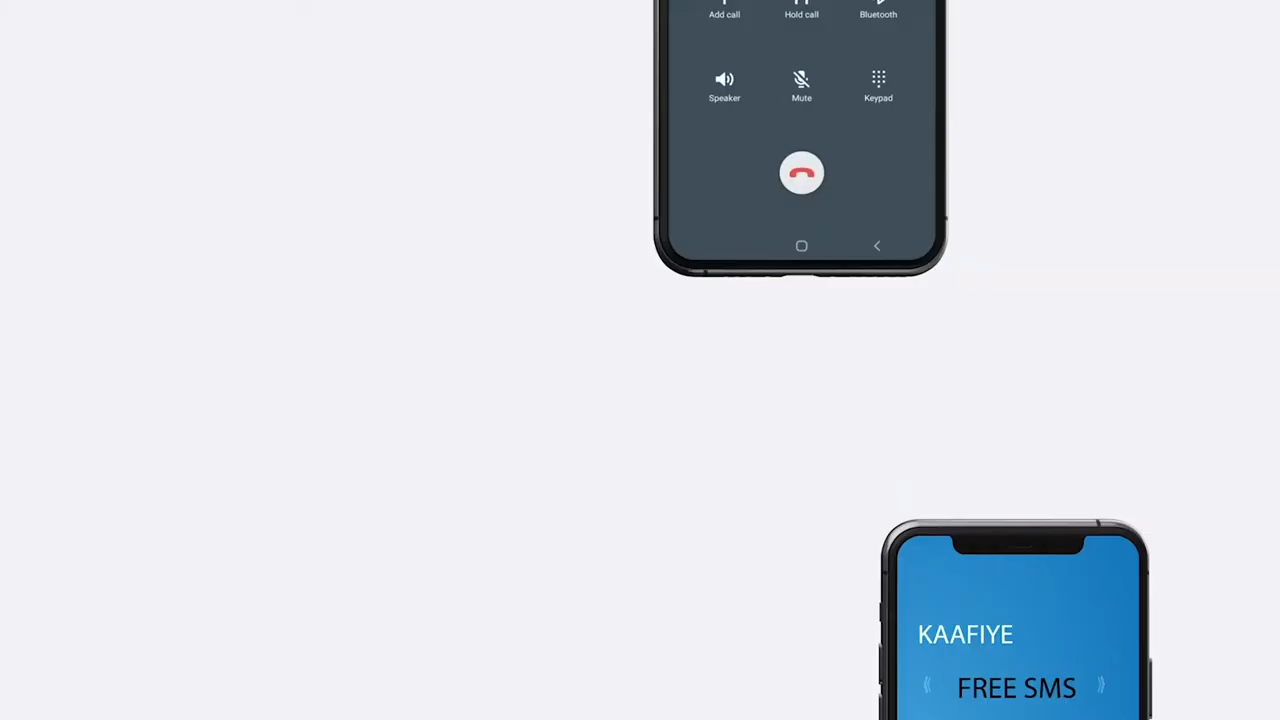 Add call Hold call Bluetooth
Speaker Mute Keypad
KAAFIYE
FREE SMS